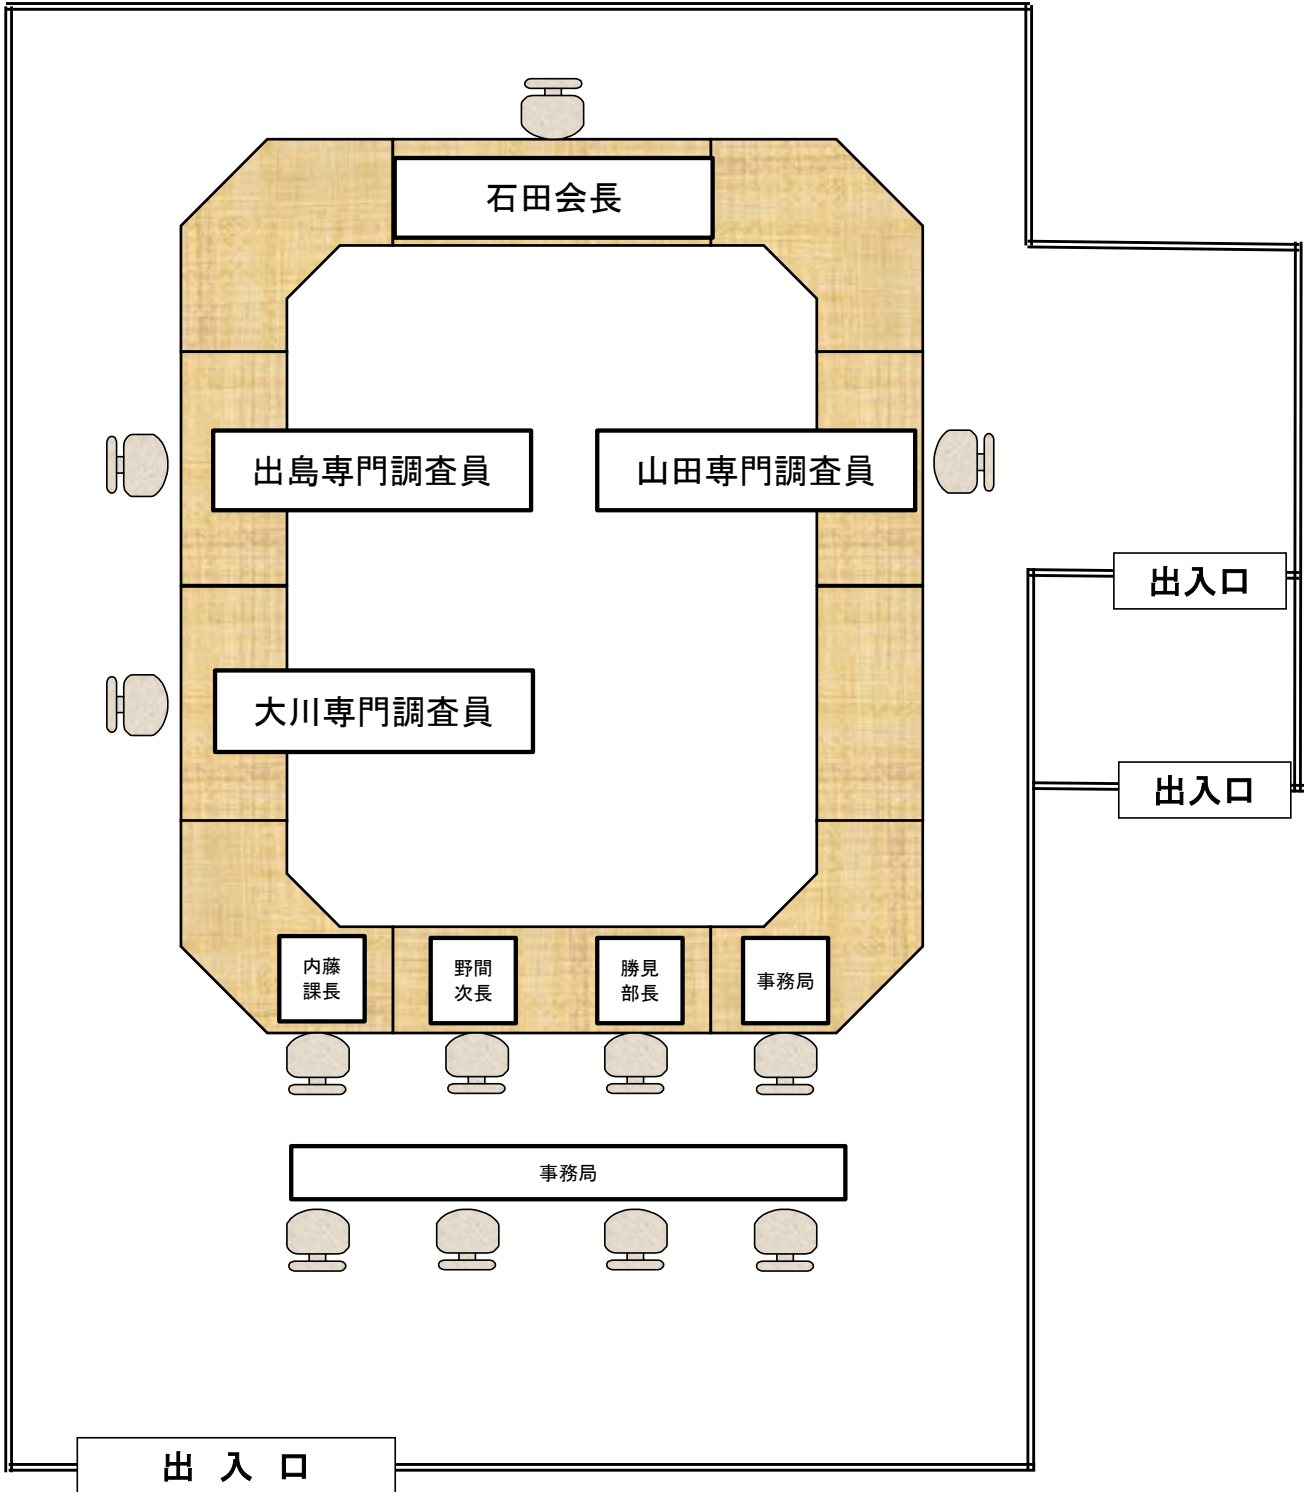 石田会長
出島専門調査員
山田専門調査員
出入口
大川専門調査員
出入口
内藤
課長
野間
次長
勝見
部長
事務局
事務局
出 入 口